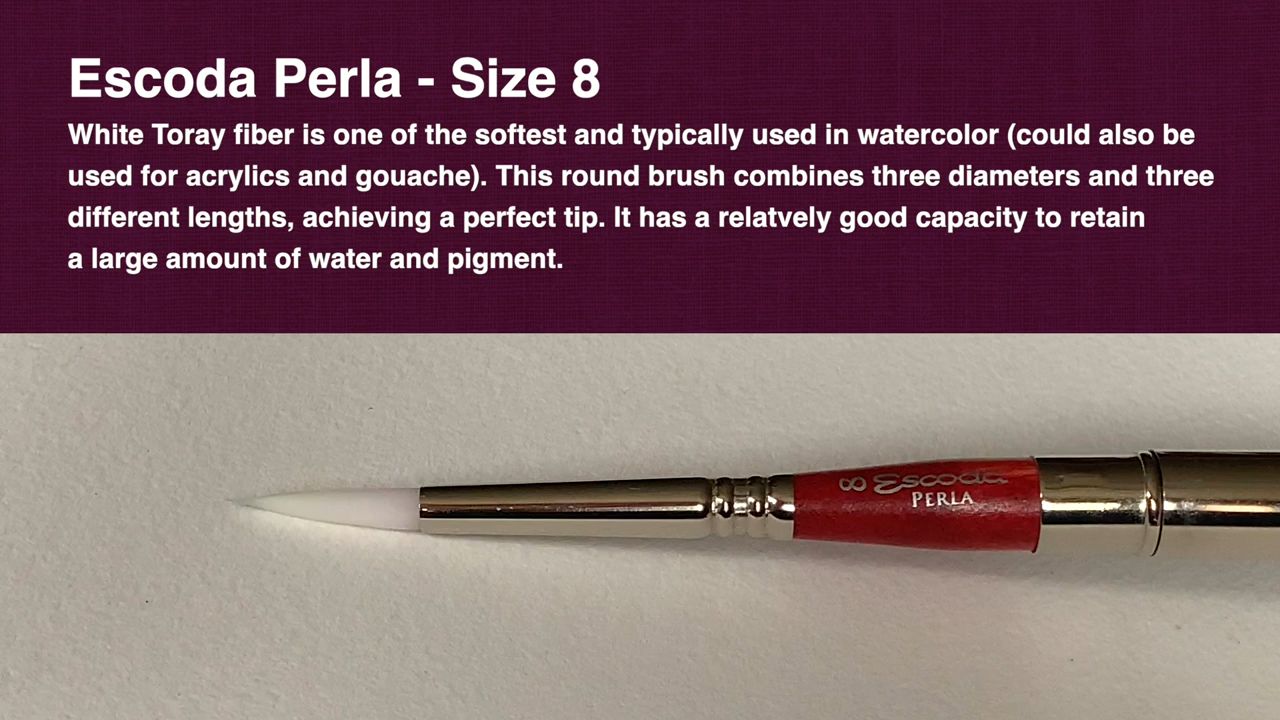 Escoda Perla - Size 8
White Toray fiber is one of the softest and typically used in watercolor (could also be
used for acrylics and gouache). This round brush combines three diameters and three
different lengths, achieving a perfect tip. It has a relatvely good capacity to retain
a large amount of water and pigment.
8 Escoda
PERLA